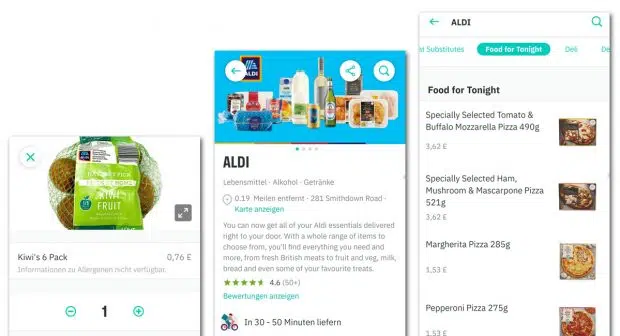 NATURE'S PICK
KIWI
FRUIT
Kiwi's 6 Pack
0,76 £
Informationen zu Allergenen nicht verfügbar.
1
ALDI
ALDI
Lebensmittel · Alkohol · Getränke
0.19 Meilen entfernt · 281 Smithdown Road ·
Karte anzeigen
You can now get all of your Aldi essentials delivered
right to your door. With a whole range of items to
choose from, you'll find everything you need and
more, from fresh British meats to fruit and veg, milk,
bread and even some of your favourite treats.
4.6 (50+)
Bewertungen anzeigen
In 30 - 50 Minuten liefern
ALDI
Substitutes
Food for Tonight
Deli
Food for Tonight
Specially Selected Tomato &
Buffalo Mozzarella Pizza 490g
3,62 £
Specially Selected Ham,
Mushroom & Mascarpone Pizza
521g
3,62 £
Margherita Pizza 285g
1,53 £
Pepperoni Pizza 275g
1,53